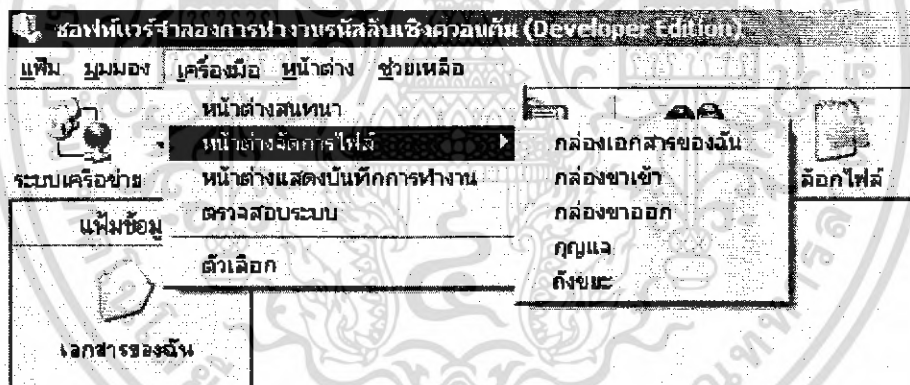 ซอฟท์แวร์จำลองการทำงานรหัสลับเชิงควอนตัม (Developer Edition)
แฟ้ม มุมมอง เครื่องมือ หน้าต่าง ช่วยเหลือ
หน้าต่างสนทนา
หน้าต่างจัดการไฟล์
หน้าต่างแสดงบันทึกการทำงาน
ตรวจสอบระบบ
ตัวเลือก
กล่องเอกสารของฉัน
กล่องขาเข้า
กล่องขาออก
กุญแจ
ถังขยะ
ระบบเครือข่าย
ล็อกไฟล์
แฟ้มข้อมู
เอกสารของฉัน